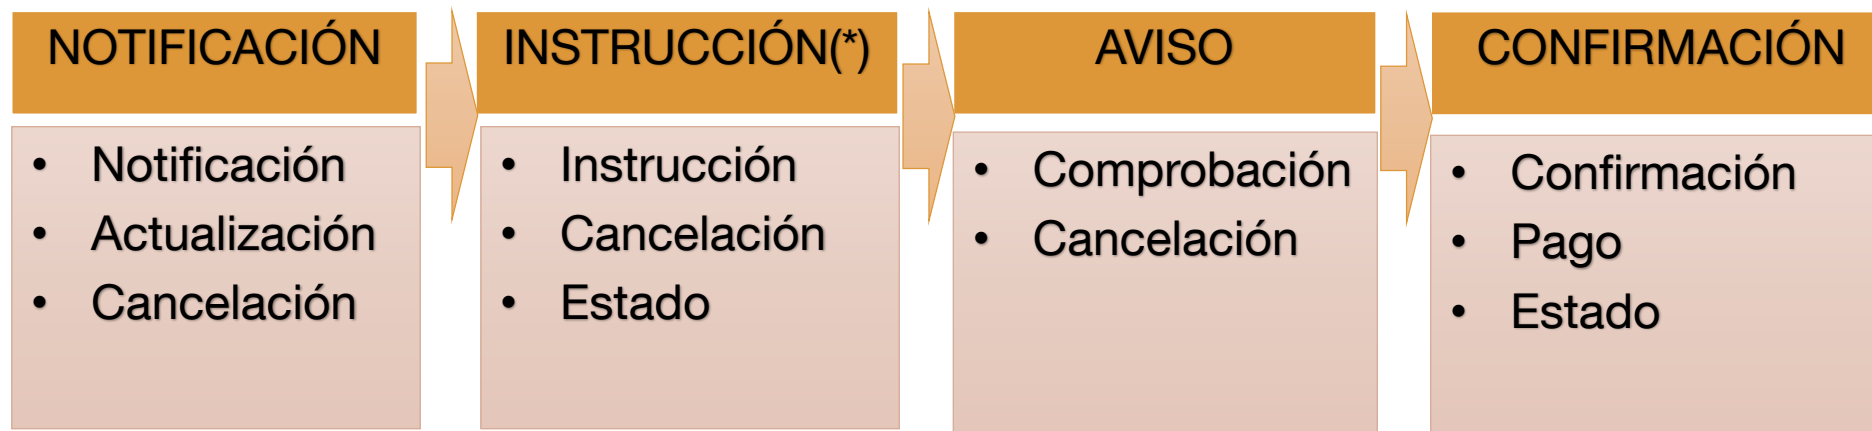 NOTIFICACIÓN
• Notificación
• Actualización
• Cancelación
INSTRUCCIÓN(*)
• Instrucción
• Cancelación
• Estado
AVISO
• Comprobación
• Cancelación
CONFIRMACIÓN
• Confirmación
• Pago
• Estado